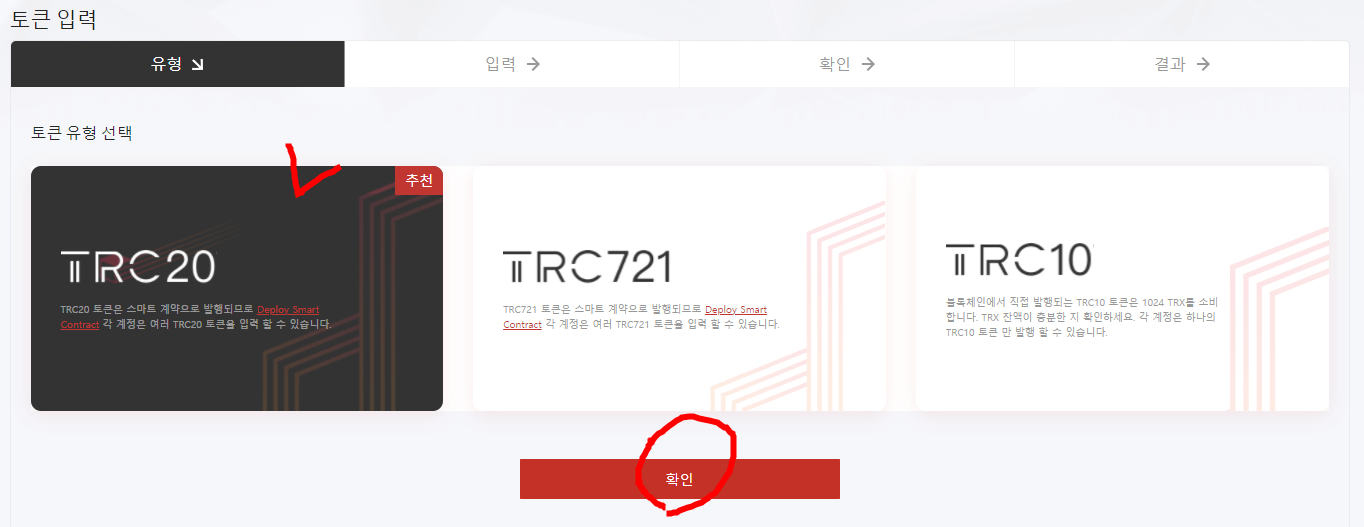 토큰 입력
유형
입력
확인
결과
토큰 유형 선택
추천
TRC20
TRC20 토큰은 스마트 계약으로 발행되므로 Deploy Smart
Contract 각 계정은 여러 TRC20 토큰을 입력 할 수 있습니다.
TRC721
TRC721 토큰은 스마트 계약으로 발행되므로 Deploy Smart
Contract 각 계정은 여러 TRC721 토큰을 입력 할 수 있습니다.
TRC10
블록체인에서 직접 발행되는 TRC10 토큰은 1024 TRX를 소비
합니다. TRX 잔액이 충분한 지 확인하세요. 각 계정은 하나의
TRC10 토큰 만 발행 할 수 있습니다.
확인